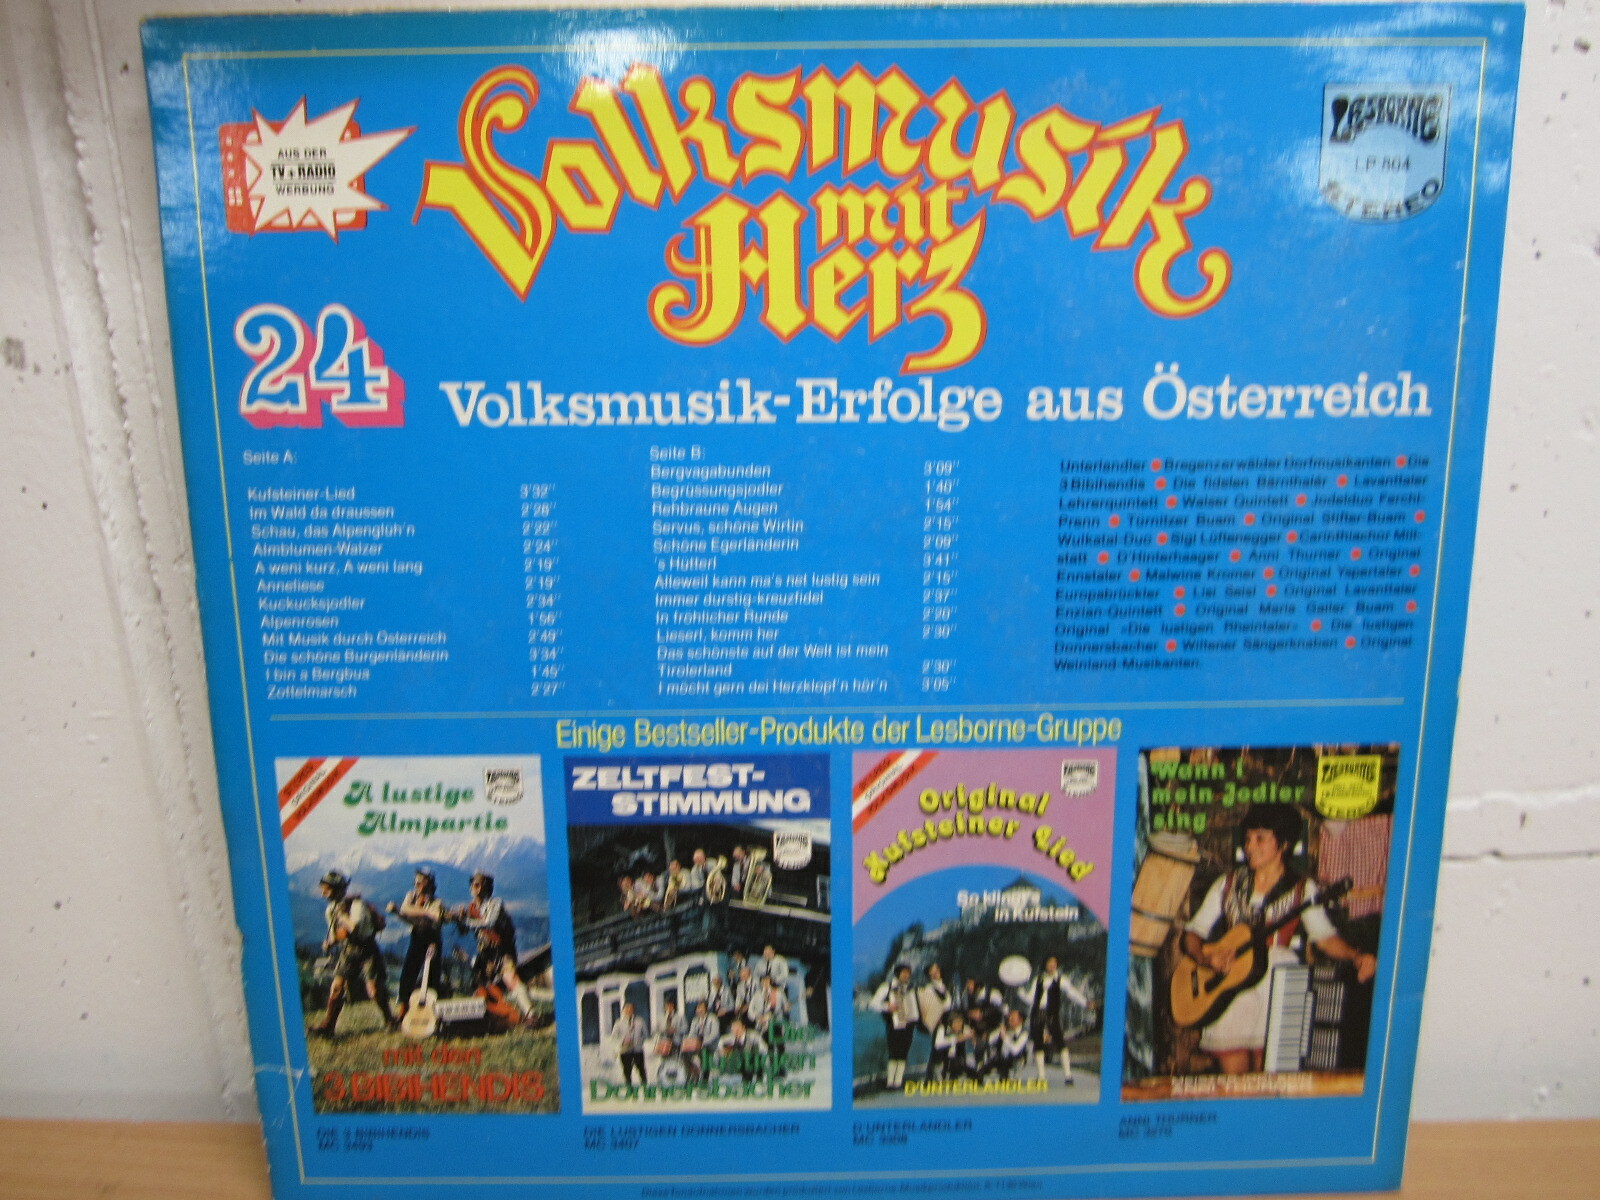 AUS DER
TV + RADIO
WERBUNG
Volksmusik
mit
Herz
LESBORNE
LP 804
STEREO
24
Volksmusik-Erfolge aus Österreich
Seite A:
Kufsteiner-Lied 3'32''
Im Wald da draussen 2'28''
Schau, das Alpenglüh'n 2'22''
Almblumen-Walzer 2'24''
A weni kurz, A weni lang 2'19''
Anneliese 2'19''
Kuckucksjodler 2'34''
Alpenrosen 1'56''
Mit Musik durch Österreich 2'49''
Die schöne Burgenländerin 3'34''
I bin a Bergbua 1'45''
Zottelmarsch 2'27''
Seite B:
Bergvagabunden 3'09''
Begrüssungsjodler 1'40''
Rehbraune Augen 1'54''
Servus, schöne Wirtin 2'15''
Schöne Egerländerin 2'09''
's Hütterl 3'41''
Alleweil kann ma's net lustig sein 2'15''
Immer durstig-kreuzfidel 2'37''
In fröhlicher Runde 2'20''
Lieserl, komm her 2'30''
Das schönste auf der Welt ist mein
Tirolerland 2'30''
I möcht gern dei Herzklopf'n hör'n 3'05''
Unterlandler • Bregenzerwälder Dorfmusikanten • Die
3 Bibihendis • Die fidelen Bärnthaler • Lavanttaler
Lehrerquintett • Walser Quintett • Jodelduo Ferchl-
Prenn • Türnitzer Buam • Original Stifter-Buam •
Wulkatal Duo • Sigi Lüftenegger • Carinthischor Mill-
statt • D'Hinterhaager • Anni Thurner • Original
Ennstaler • Malwine Kromer • Original Yspertaler •
Europabrückler • Lisl Geisl • Original Lavanttaler
Enzian-Quintett • Original Maria Gailer Buam •
Original «Die lustigen Rheintaler» • Die lustigen
Donnersbacher • Wiltener Sängerknaben • Original
Weinland-Musikanten.
Einige Bestseller-Produkte der Lesborne-Gruppe
A lustige
Almpartie
mit den
3 BIBIHENDIS
DIE 3 BIBIHENDIS
ZELTFEST-
STIMMUNG
Die
lustigen
Donnersbacher
DIE LUSTIGEN DONNERSBACHER
MC 3407
Original
Kufsteiner Lied
So kling's
in Kufstein
D'UNTERLANDLER
D'UNTERLANDLER
Wann i
mein Jodler
sing
ANNI THURNER
ANNI THURNER